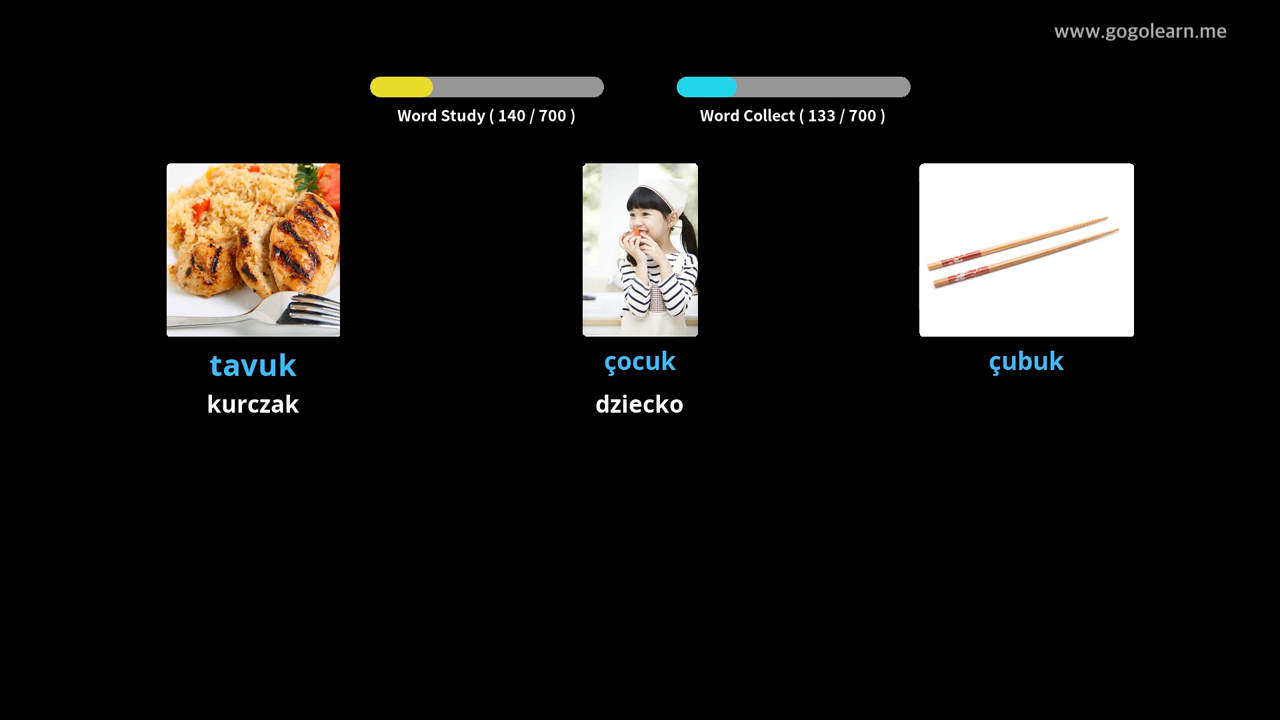 www.gogolearn.me
Word Study ( 140 / 700 )
Word Collect ( 133 / 700 )
tavuk
çocuk
çubuk
kurczak
dziecko